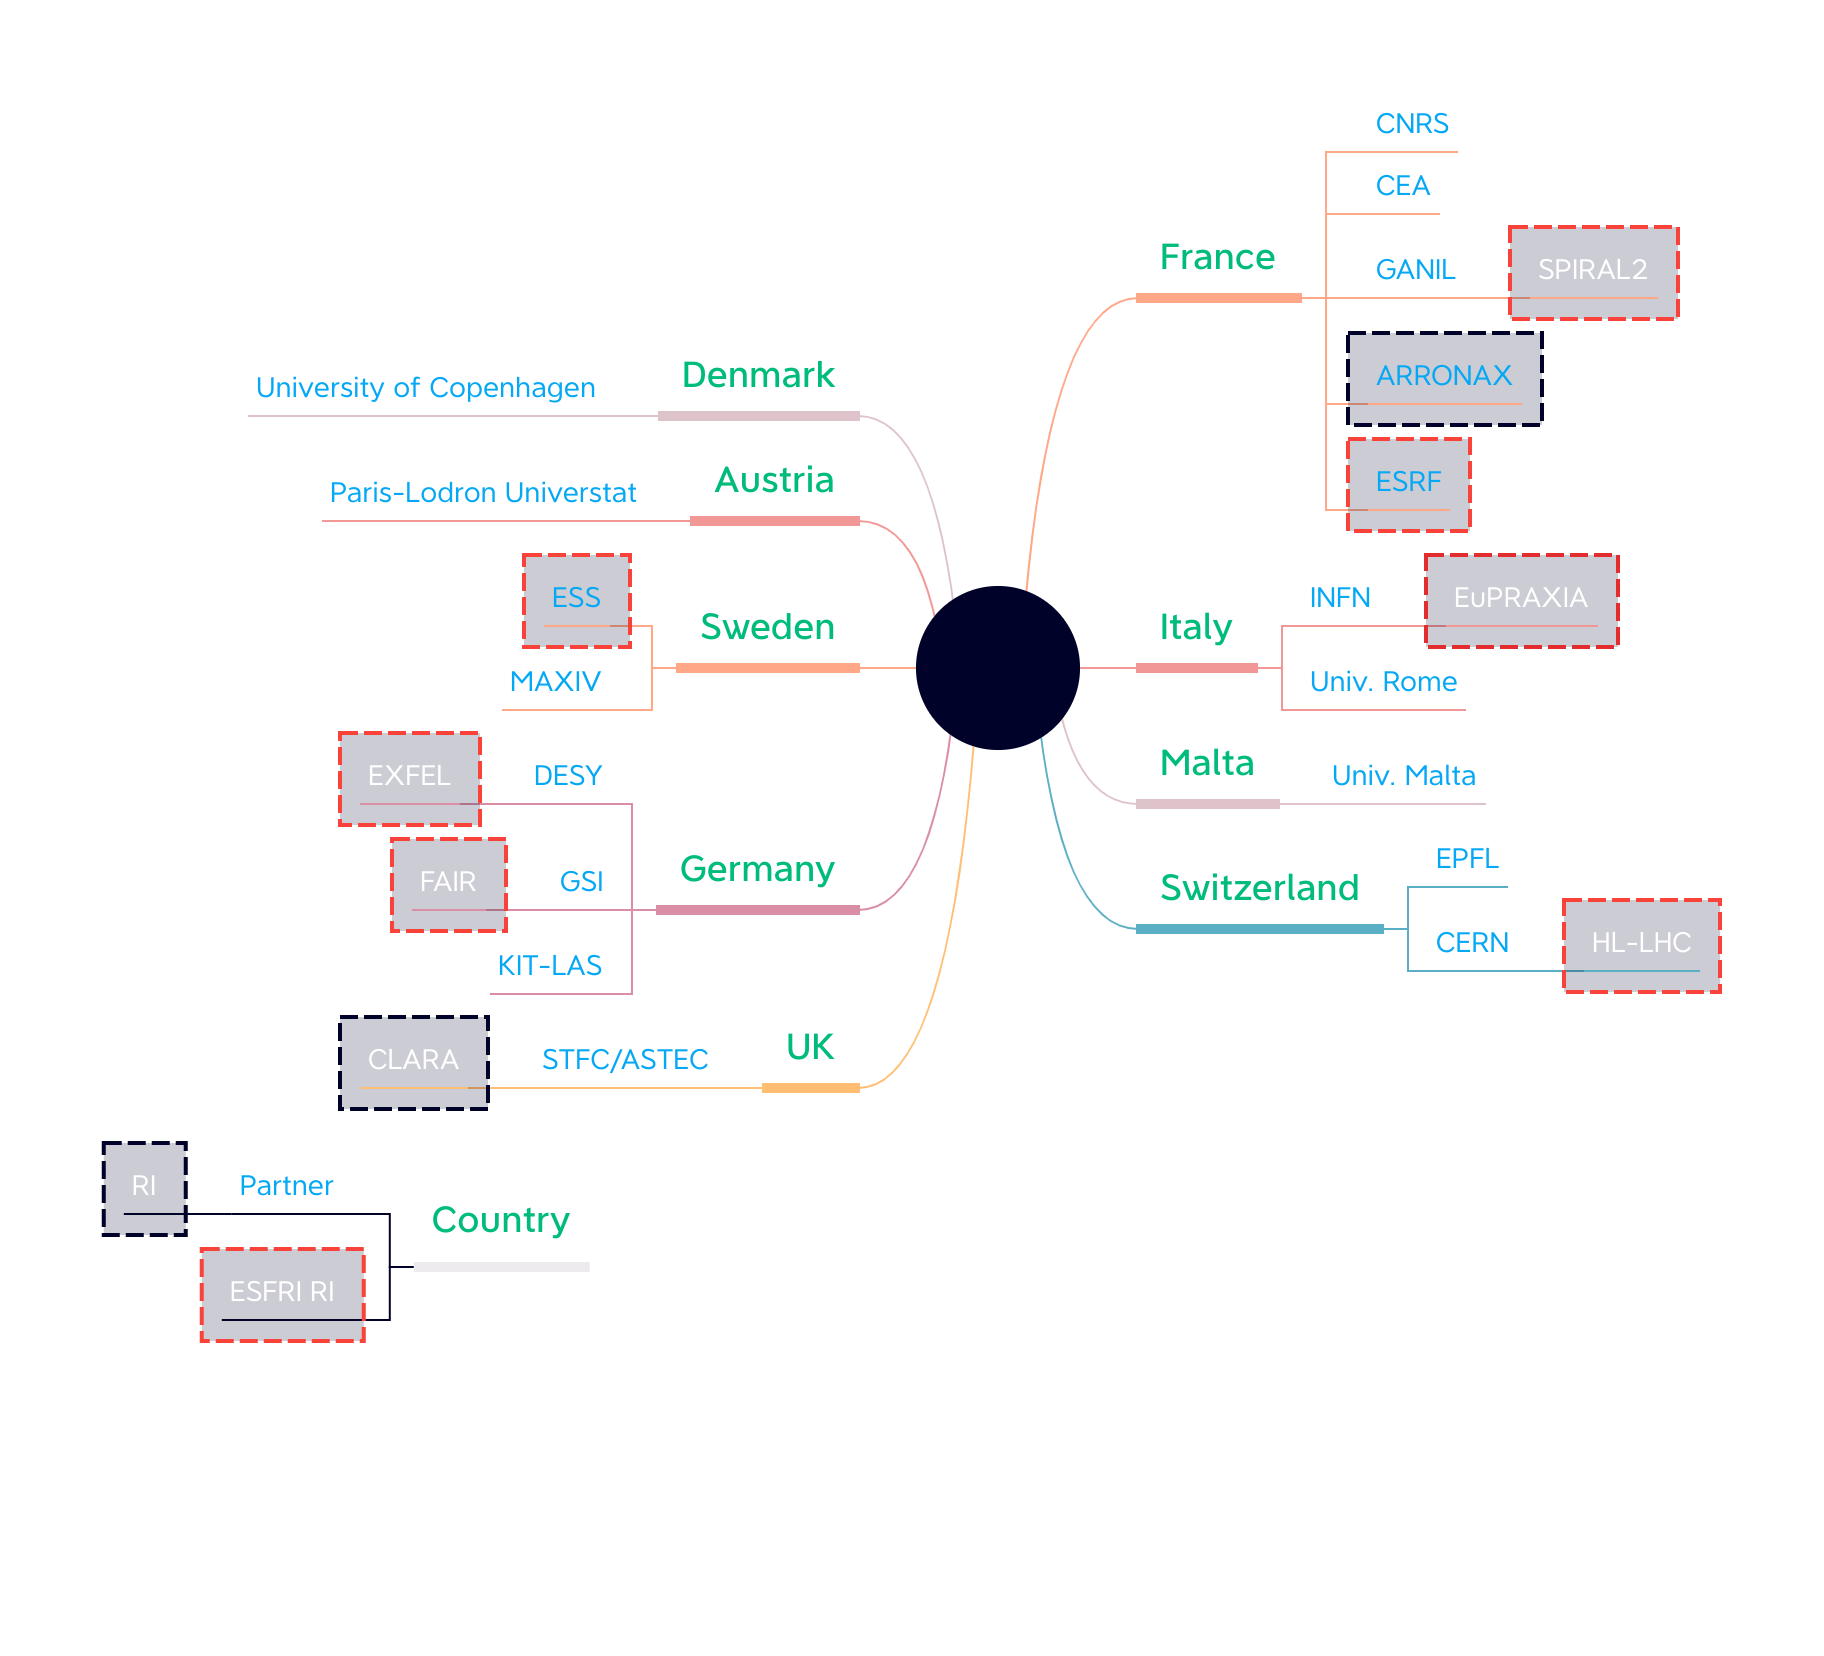 CNRS
CEA
France
GANIL
SPIRAL2
ARRONAX
ESRF
Italy
INFN
EuPRAXIA
Univ. Rome
Malta
Univ. Malta
Switzerland
EPFL
CERN
HL-LHC
Denmark
University of Copenhagen
Austria
Paris-Lodron Universtat
Sweden
ESS
MAXIV
Germany
DESY
EXFEL
GSI
FAIR
KIT-LAS
UK
STFC/ASTEC
CLARA
Country
Partner
RI
ESFRI RI